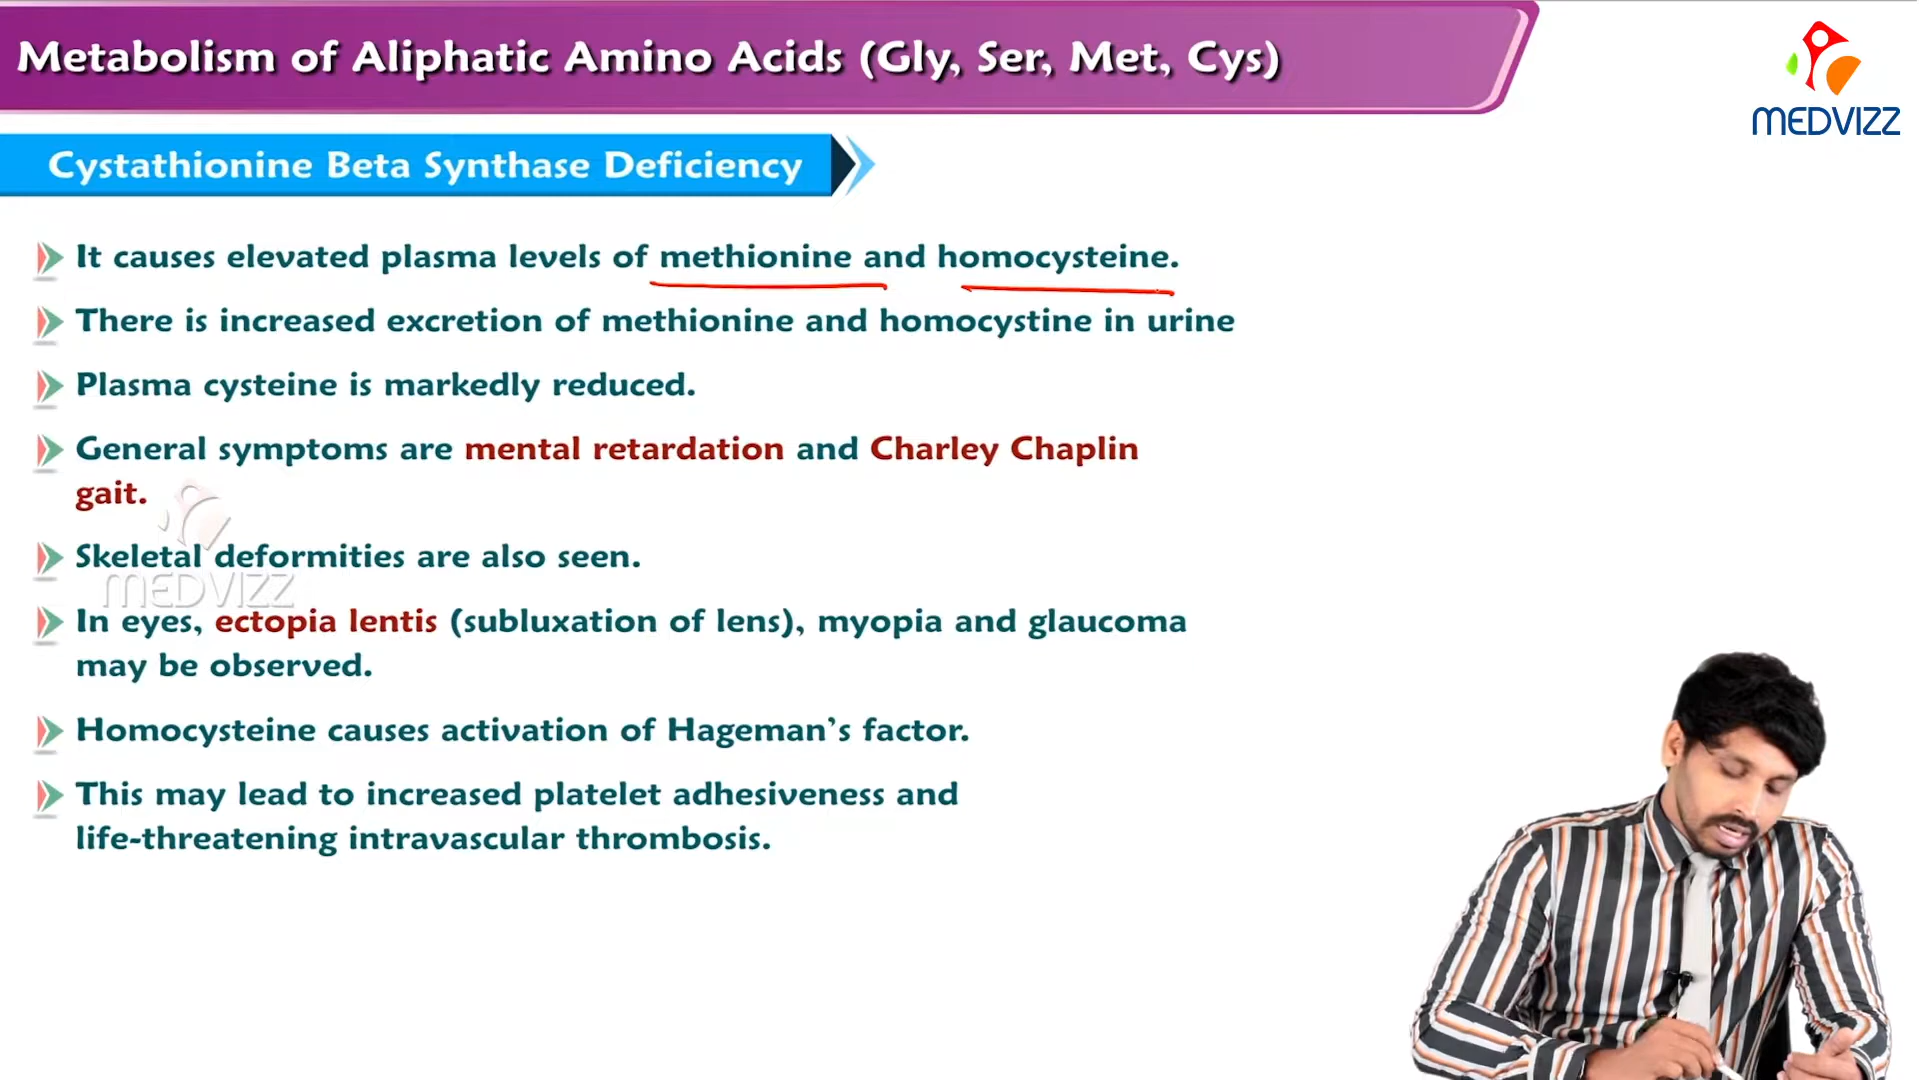 Metabolism of Aliphatic Amino Acids (Gly, Ser, Met, Cys)
MEDVIZZ
Cystathionine Beta Synthase Deficiency
It causes elevated plasma levels of methionine and homocysteine.
There is increased excretion of methionine and homocystine in urine
Plasma cysteine is markedly reduced.
General symptoms are mental retardation and Charley Chaplin
gait.
Skeletal deformities are also seen.
MEDVIZZ
In eyes, ectopia lentis (subluxation of lens), myopia and glaucoma
may be observed.
Homocysteine causes activation of Hageman's factor.
This may lead to increased platelet adhesiveness and
life-threatening intravascular thrombosis.